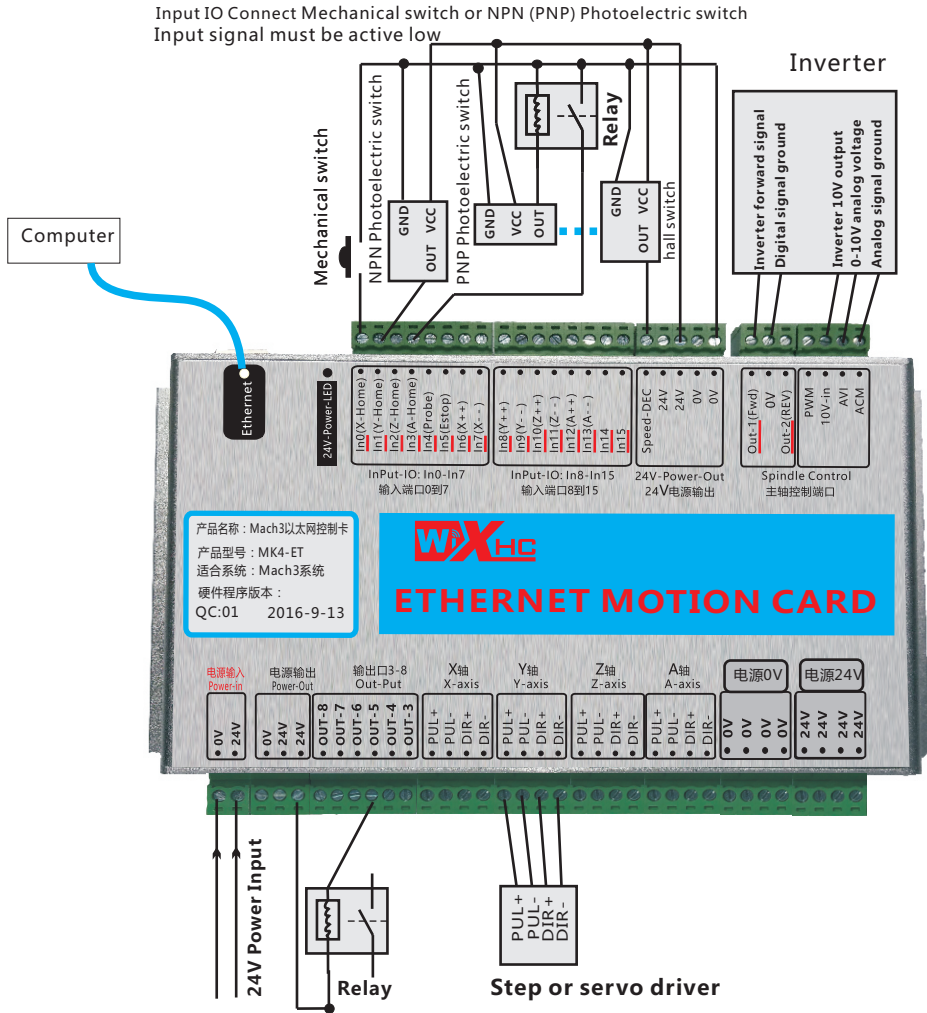 Input IO Connect Mechanical switch or NPN (PNP) Photoelectric switch
Input signal must be active low
Inverter
Computer
Mechanical switch
NPN Photoelectric switch
GND
VCC
OUT
PNP Photoelectric switch
GND
VCC
OUT
Relay
GND
VCC
OUT
hall switch
Inverter forward signal
Digital signal ground
Inverter 10V output
0-10V analog voltage
Analog signal ground
Ethernet
24V-Power-LED
In0(X-Home)
In1(Y-Home)
In2(Z-Home)
In3(A-Home)
In4(Probe)
In5(Estop)
In6(X++)
In7(X--)
InPut-IO: In0-In7
输入端口0到7
In8(Y++)
In9(Y--)
In10(Z++)
In11(Z--)
In12(A++)
In13(A--)
In14
In15
InPut-IO: In8-In15
输入端口8到15
Speed-DEC
24V
24V
0V
0V
24V-Power-Out
24V电源输出
Out-1(Fwd)
0V
Out-2(REV)
PWM
10V-in
AVI
ACM
Spindle Control
主轴控制端口
产品名称：Mach3以太网控制卡
产品型号：MK4-ET
适合系统：Mach3系统
硬件程序版本：
QC:01 2016-9-13
WiXHC
ETHERNET MOTION CARD
电源输入
Power-in
0V
24V
电源输出
Power-Out
0V
24V
24V
输出口3-8
Out-Put
OUT-8
OUT-7
OUT-6
OUT-5
OUT-4
OUT-3
X轴
X-axis
PUL+
PUL-
DIR+
DIR-
Y轴
Y-axis
PUL+
PUL-
DIR+
DIR-
Z轴
Z-axis
PUL+
PUL-
DIR+
DIR-
A轴
A-axis
PUL+
PUL-
DIR+
DIR-
电源0V
0V
0V
0V
0V
电源24V
24V
24V
24V
24V
24V Power Input
Relay
PUL+
PUL-
DIR+
DIR-
Step or servo driver